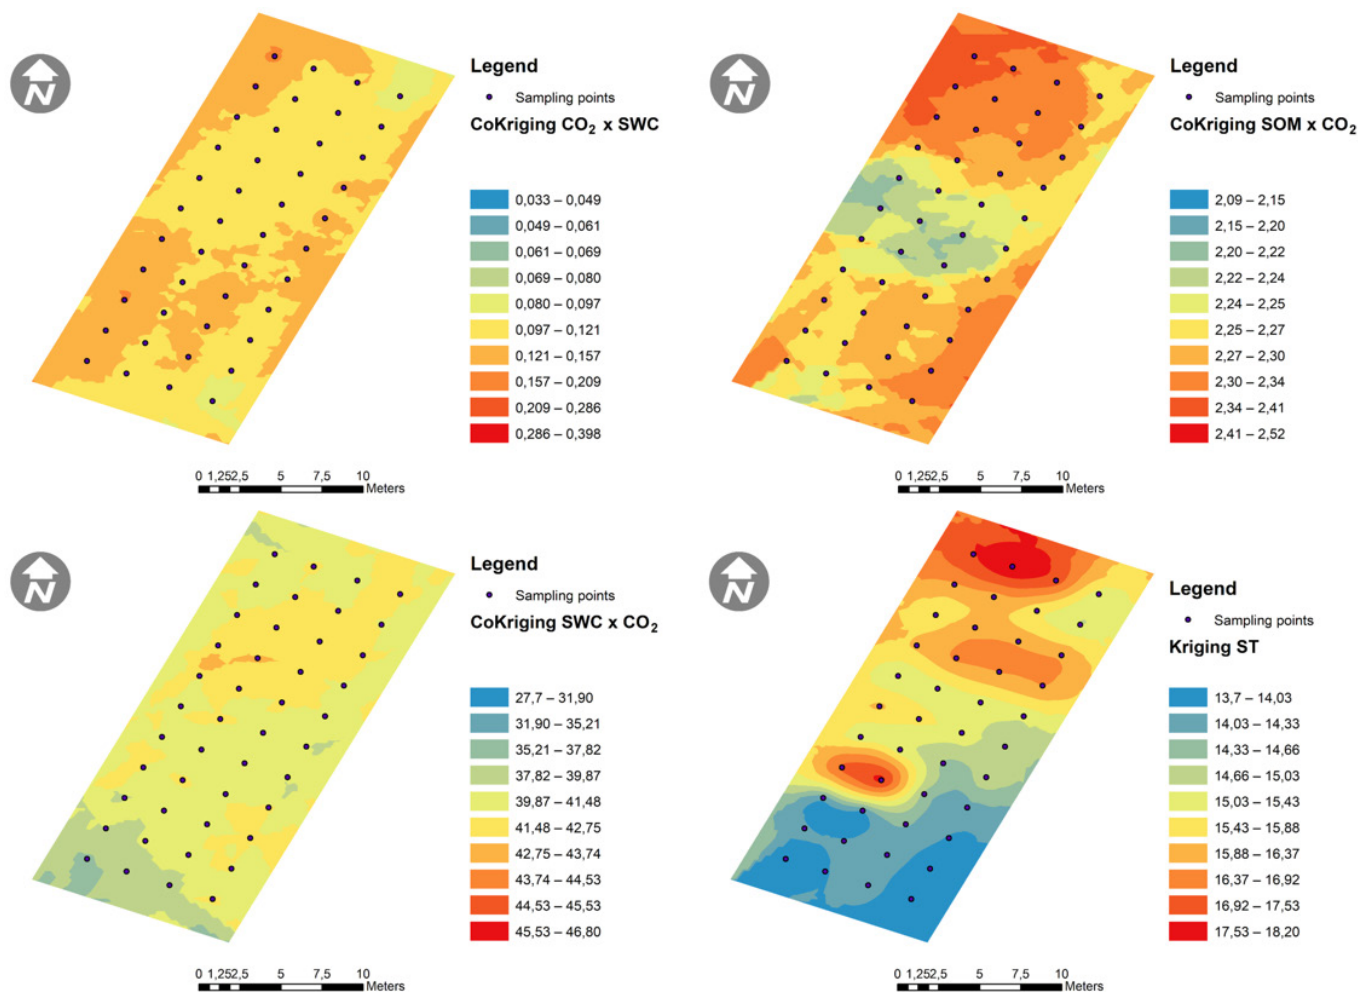 N
Legend
Sampling points
CoKriging CO₂ x SWC
0,033 – 0,049
0,049 – 0,061
0,061 – 0,069
0,069 – 0,080
0,080 – 0,097
0,097 – 0,121
0,121 – 0,157
0,157 – 0,209
0,209 – 0,286
0,286 – 0,398
0 1,252,5 5 7,5 10
Meters
N
Legend
Sampling points
CoKriging SOM x CO₂
2,09 – 2,15
2,15 – 2,20
2,20 – 2,22
2,22 – 2,24
2,24 – 2,25
2,25 – 2,27
2,27 – 2,30
2,30 – 2,34
2,34 – 2,41
2,41 – 2,52
0 1,252,5 5 7,5 10
Meters
N
Legend
Sampling points
CoKriging SWC x CO₂
27,7 – 31,90
31,90 – 35,21
35,21 – 37,82
37,82 – 39,87
39,87 – 41,48
41,48 – 42,75
42,75 – 43,74
43,74 – 44,53
44,53 – 45,53
45,53 – 46,80
0 1,252,5 5 7,5 10
Meters
N
Legend
Sampling points
Kriging ST
13,7 – 14,03
14,03 – 14,33
14,33 – 14,66
14,66 – 15,03
15,03 – 15,43
15,43 – 15,88
15,88 – 16,37
16,37 – 16,92
16,92 – 17,53
17,53 – 18,20
0 1,252,5 5 7,5 10
Meters